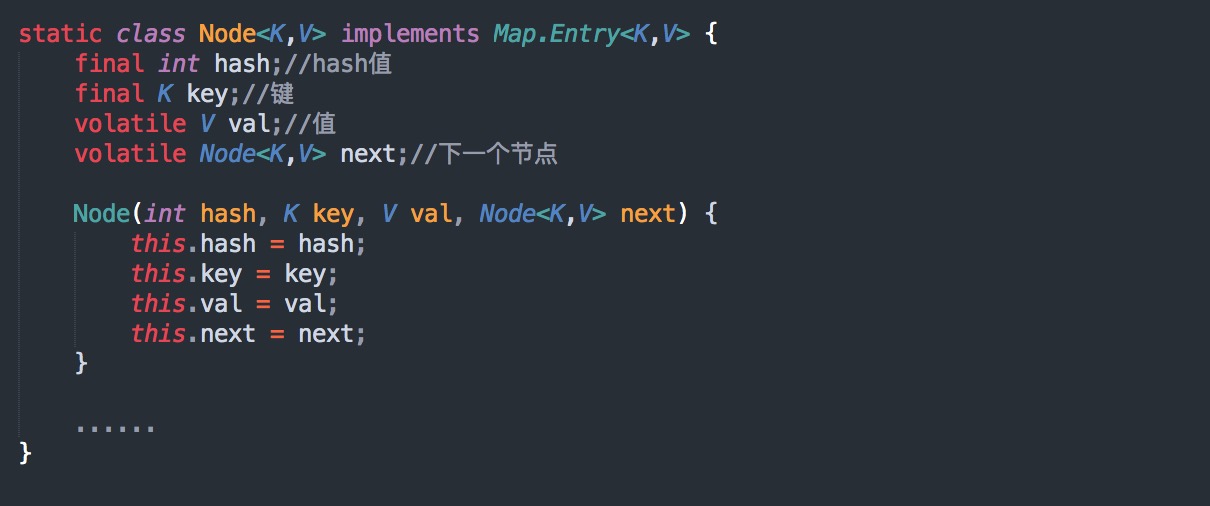 static class Node<K,V> implements Map.Entry<K,V> {
    final int hash;//hash值
    final K key;//键
    volatile V val;//值
    volatile Node<K,V> next;//下一个节点

    Node(int hash, K key, V val, Node<K,V> next) {
        this.hash = hash;
        this.key = key;
        this.val = val;
        this.next = next;
    }

    ......
}